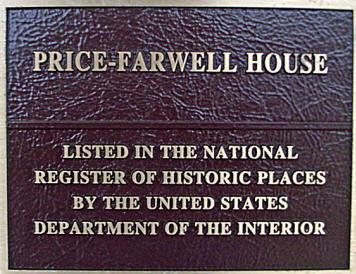 PRICE-FARWELL HOUSE
LISTED IN THE NATIONAL
REGISTER OF HISTORIC PLACES
BY THE UNITED STATES
DEPARTMENT OF THE INTERIOR